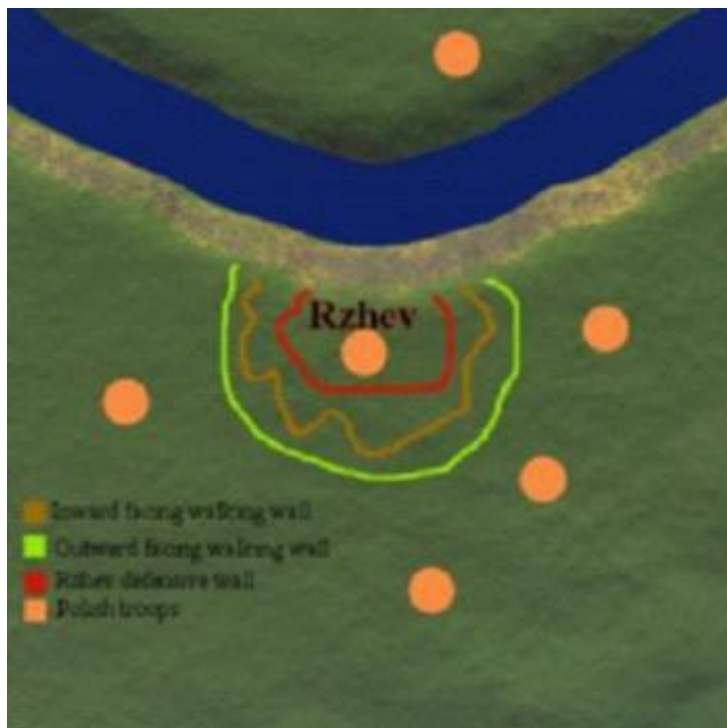 Rzhev
Inward facing walking wall
Outward facing walking wall
Rzhev defensive wall
Polish troops